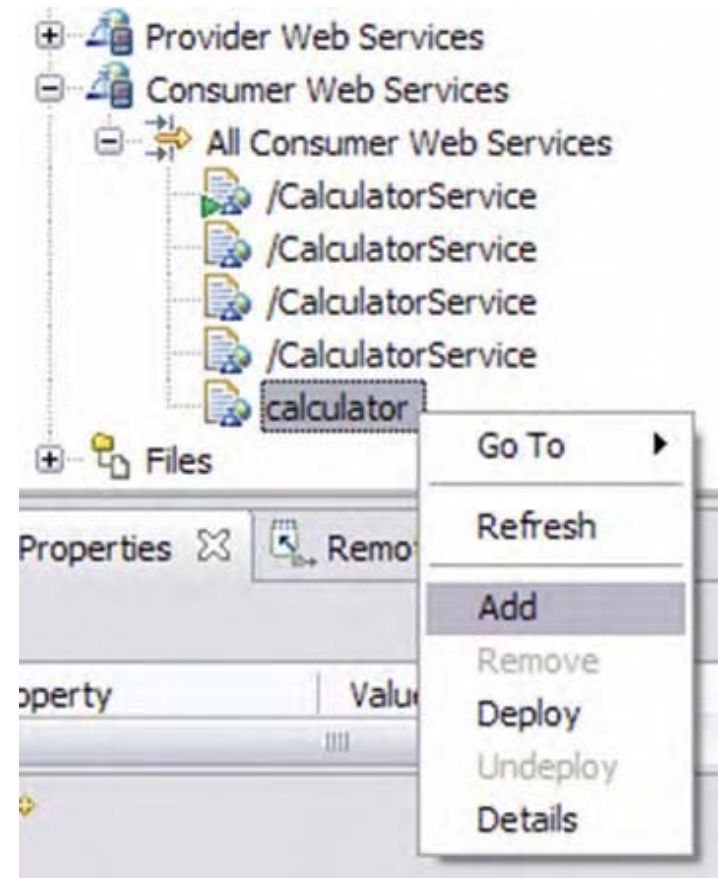 Provider Web Services
Consumer Web Services
All Consumer Web Services
/CalculatorService
/CalculatorService
/CalculatorService
/CalculatorService
calculator
Files
Go To
Refresh
Add
Remove
Deploy
Undeploy
Details
Properties